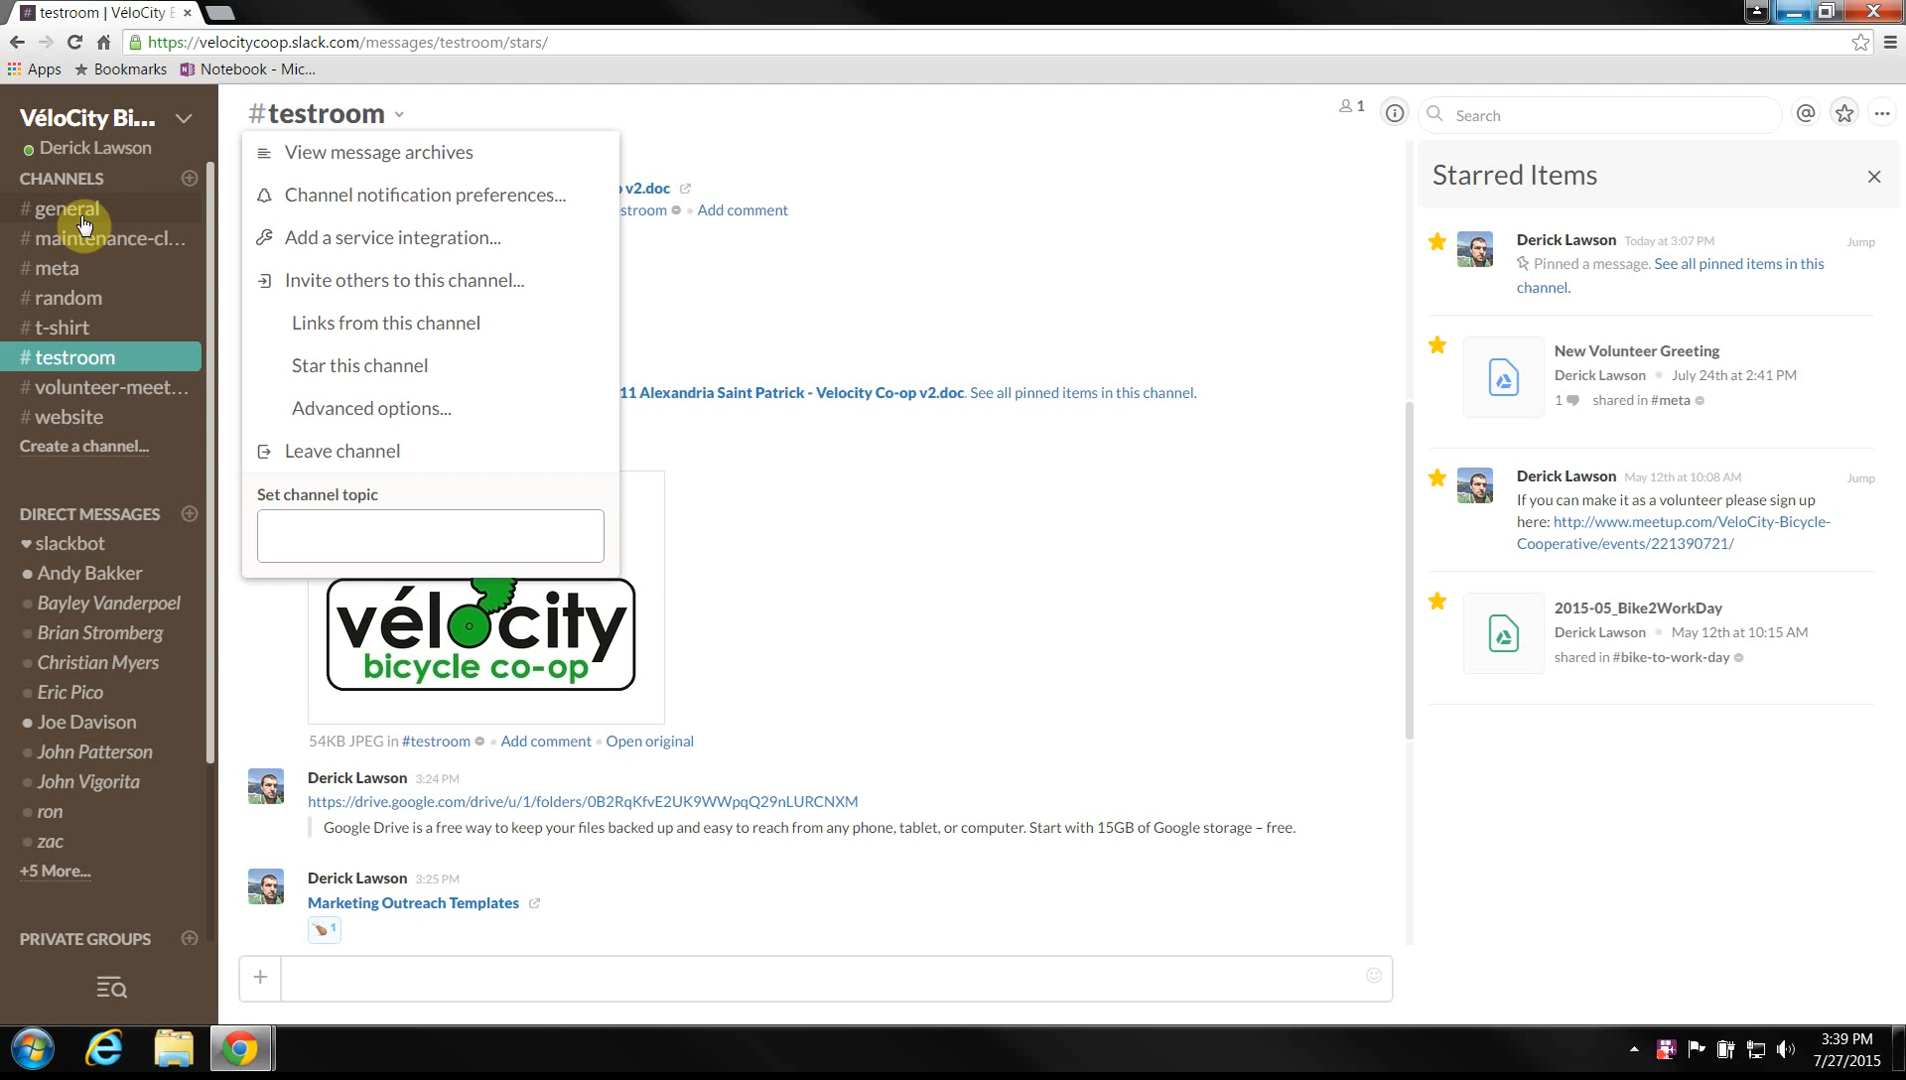 testroom | VéloCity B
https://velocitycoop.slack.com/messages/testroom/stars/
Apps
Bookmarks
Notebook - Mic...
VéloCity Bi...
Derick Lawson
CHANNELS
# general
# maintenance-cl...
# meta
# random
# t-shirt
# testroom
# volunteer-meet...
# website
Create a channel...
DIRECT MESSAGES
slackbot
Andy Bakker
Bayley Vanderpoel
Brian Stromberg
Christian Myers
Eric Pico
Joe Davison
John Patterson
John Vigorita
ron
zac
+5 More...
PRIVATE GROUPS
#testroom
1
Search
View message archives
Channel notification preferences...
Add a service integration...
Invite others to this channel...
Links from this channel
Star this channel
Advanced options...
Leave channel
Set channel topic
v2.doc
stroom • Add comment
11 Alexandria Saint Patrick - Velocity Co-op v2.doc. See all pinned items in this channel.
vélocity
bicycle co-op
54KB JPEG in #testroom • Add comment • Open original
Derick Lawson 3:24 PM
https://drive.google.com/drive/u/1/folders/0B2RqKfvE2UK9WWpqQ29nLURCNXM
Google Drive is a free way to keep your files backed up and easy to reach from any phone, tablet, or computer. Start with 15GB of Google storage – free.
Derick Lawson 3:25 PM
Marketing Outreach Templates
1
Starred Items
Derick Lawson Today at 3:07 PM Jump
Pinned a message. See all pinned items in this
channel.
New Volunteer Greeting
Derick Lawson • July 24th at 2:41 PM
1 shared in #meta
Derick Lawson May 12th at 10:08 AM Jump
If you can make it as a volunteer please sign up
here: http://www.meetup.com/VeloCity-Bicycle-
Cooperative/events/221390721/
2015-05_Bike2WorkDay
Derick Lawson • May 12th at 10:15 AM
shared in #bike-to-work-day
3:39 PM
7/27/2015